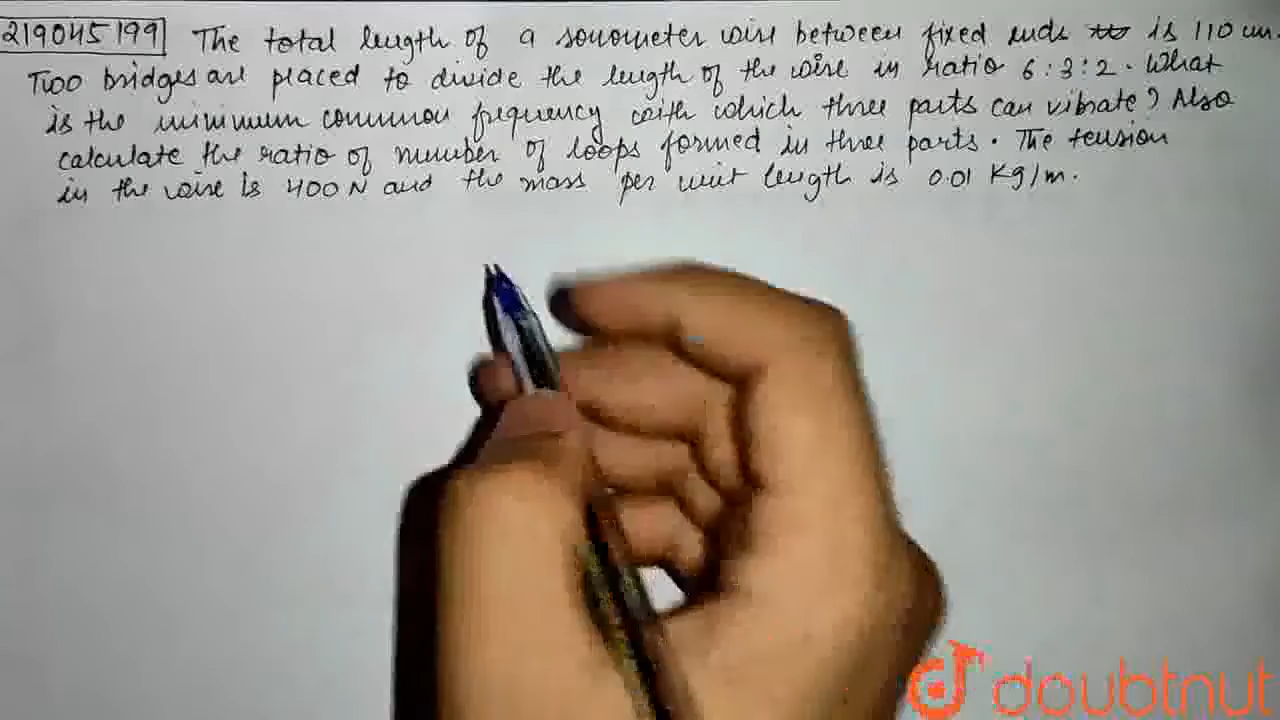 219045199 The total length of a sonometer wire between fixed ends is 110 cm.
Two bridges are placed to divide the length of the wire in ratio 6:3:2. What
is the minimum common frequency with which three parts can vibrate? Also
calculate the ratio of number of loops formed in three parts. The tension
in the wire is 400 N and the mass per unit length is 0.01 Kg/m.
doubtnut